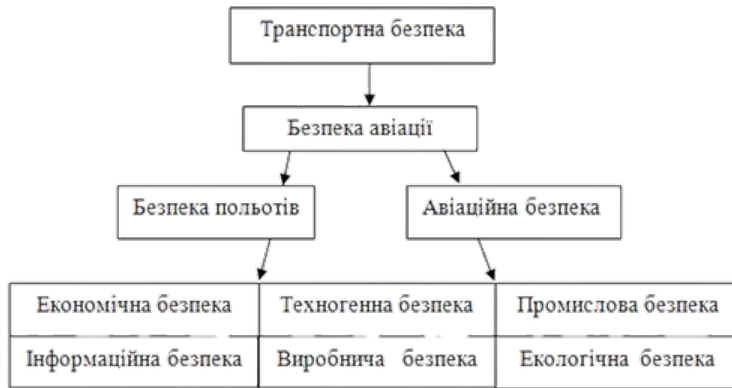 Транспортна безпека
Безпека авіації
Безпека польотів Авіаційна безпека
Економічна безпека Техногенна безпека Промислова безпека
Інформаційна безпека Виробнича безпека Екологічна безпека